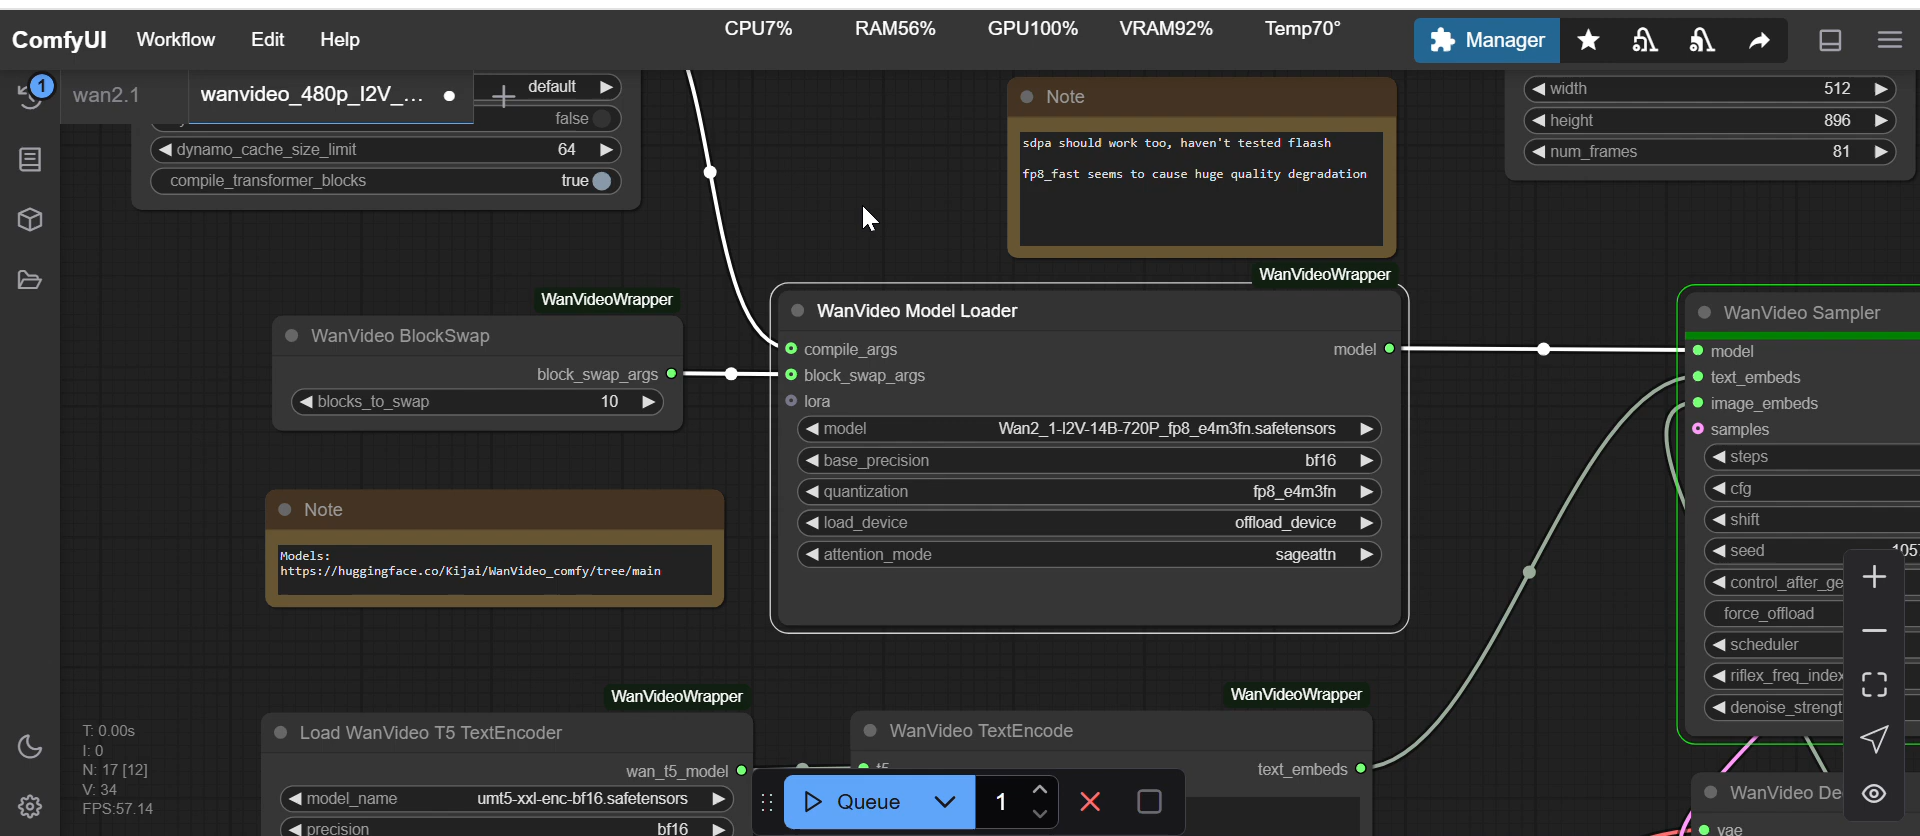 ComfyUI Workflow Edit Help
CPU7% RAM56% GPU100% VRAM92% Temp70°
Manager
1
wan2.1 wanvideo_480p_I2V_...
default
false
dynamo_cache_size_limit 64
compile_transformer_blocks true
Note
sdpa should work too, haven't tested flaash
fp8_fast seems to cause huge quality degradation
width 512
height 896
num_frames 81
WanVideoWrapper
WanVideo BlockSwap
block_swap_args
blocks_to_swap 10
WanVideoWrapper
WanVideo Model Loader
compile_args model
block_swap_args
lora
model Wan2_1-I2V-14B-720P_fp8_e4m3fn.safetensors
base_precision bf16
quantization fp8_e4m3fn
load_device offload_device
attention_mode sageattn
WanVideo Sampler
model
text_embeds
image_embeds
samples
steps
cfg
shift
seed
control_after_ge
force_offload
scheduler
riflex_freq_index
denoise_strengt
Note
Models:
https://huggingface.co/Kijai/WanVideo_comfy/tree/main
WanVideoWrapper
Load WanVideo T5 TextEncoder
wan_t5_model
model_name umt5-xxl-enc-bf16.safetensors
precision bf16
WanVideoWrapper
WanVideo TextEncode
t5 text_embeds
WanVideo De
vae
T: 0.00s
I: 0
N: 17 [12]
V: 34
FPS:57.14
Queue 1